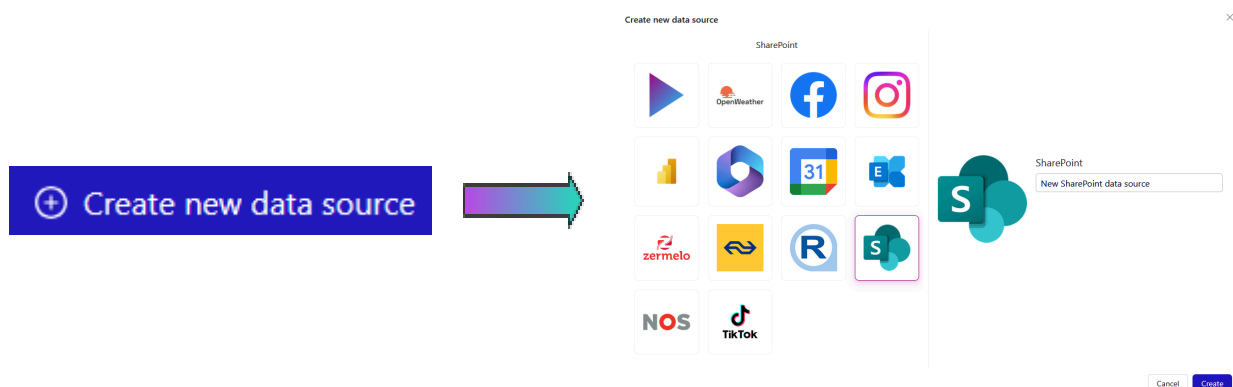 Create new data source
Create new data source
SharePoint
OpenWeather
31
E
zermelo
R
S
NOS
TikTok
S
SharePoint
New SharePoint data source
Cancel
Create